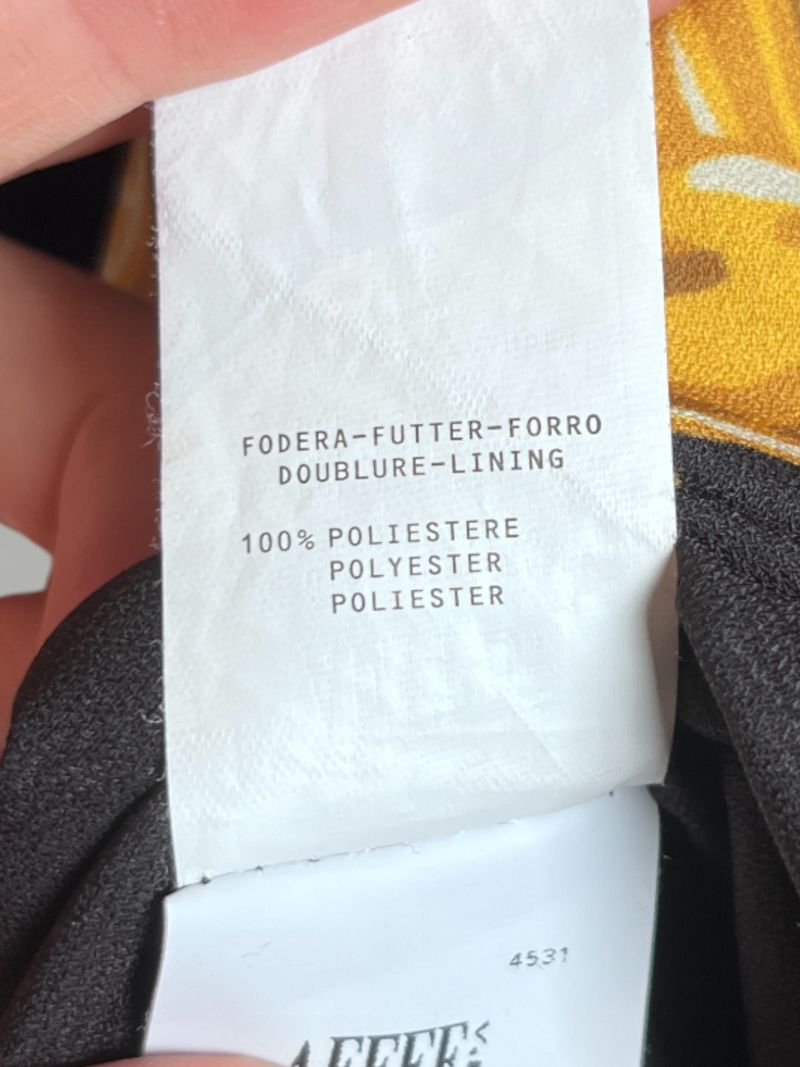 FODERA-FUTTER-FORRO
DOUBLURE-LINING
100% POLIESTERE
POLYESTER
POLIESTER
4531